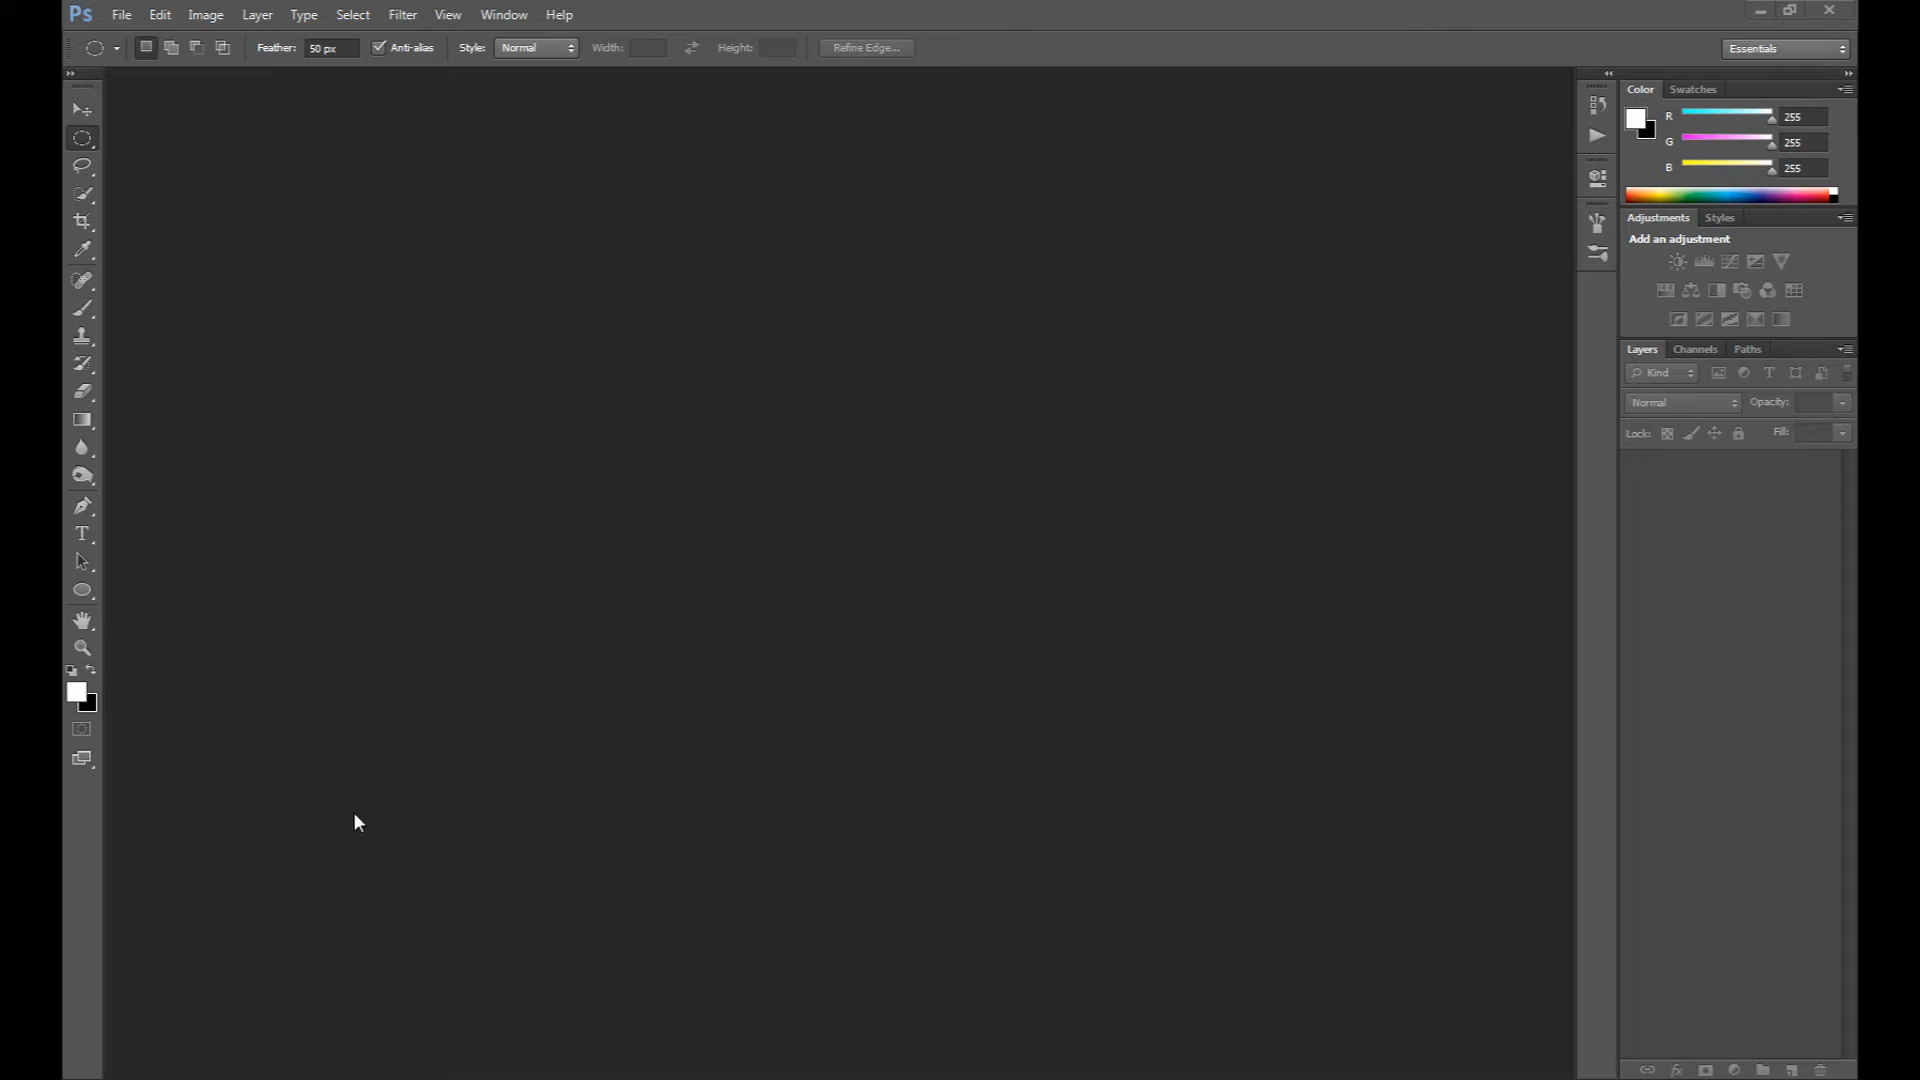 Ps File Edit Image Layer Type Select Filter View Window Help
Feather: 50 px Anti-alias Style: Normal Width: Height: Refine Edge... Essentials
Color Swatches
R 255
G 255
B 255
Adjustments Styles
Add an adjustment
Layers Channels Paths
Kind
Normal Opacity:
Lock: Fill:
T
fx